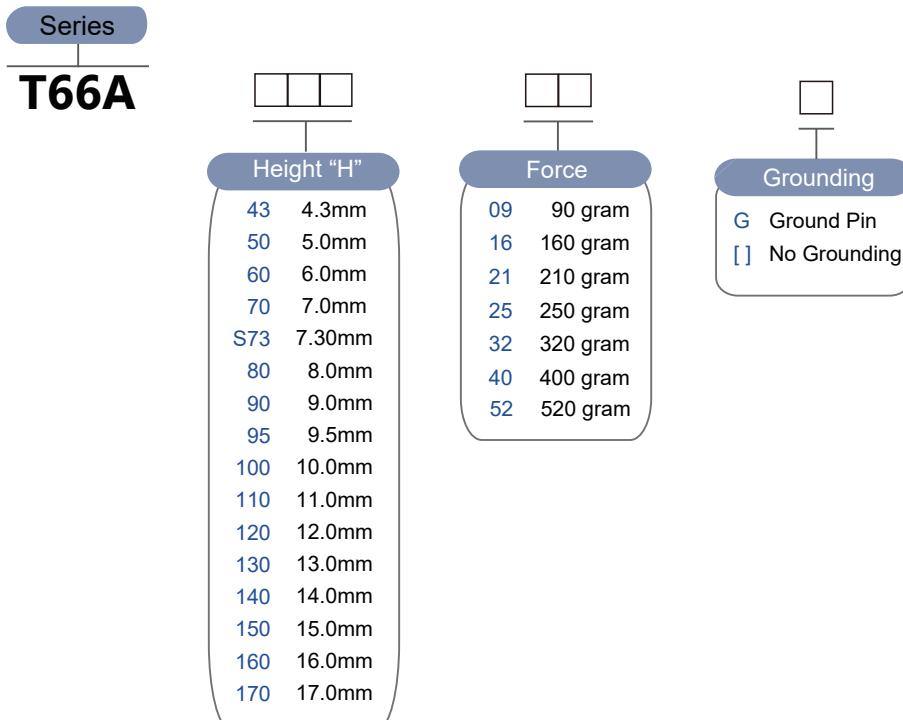 Series
T66A
Height “H”
43 4.3mm
50 5.0mm
60 6.0mm
70 7.0mm
S73 7.30mm
80 8.0mm
90 9.0mm
95 9.5mm
100 10.0mm
110 11.0mm
120 12.0mm
130 13.0mm
140 14.0mm
150 15.0mm
160 16.0mm
170 17.0mm
Force
09 90 gram
16 160 gram
21 210 gram
25 250 gram
32 320 gram
40 400 gram
52 520 gram
Grounding
G Ground Pin
[ ] No Grounding